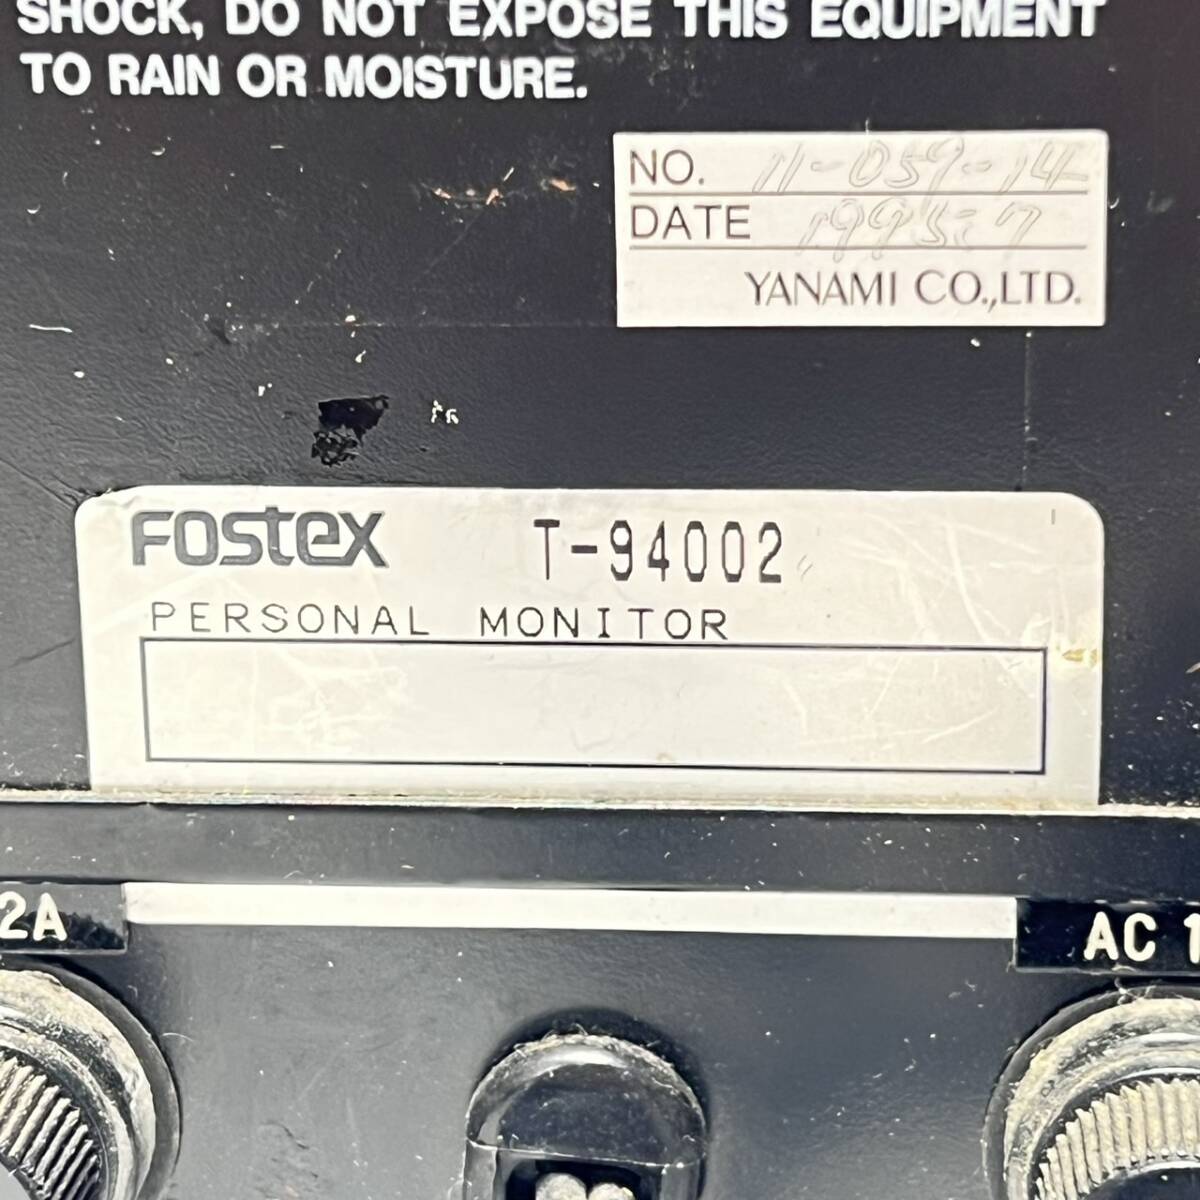 SHOCK, DO NOT EXPOSE THIS EQUIPMENT
TO RAIN OR MOISTURE.
NO. 11-059-14
DATE 1993.7
YANAMI CO.,LTD.
FOSTEX T-94002
PERSONAL MONITOR
2A
AC 1